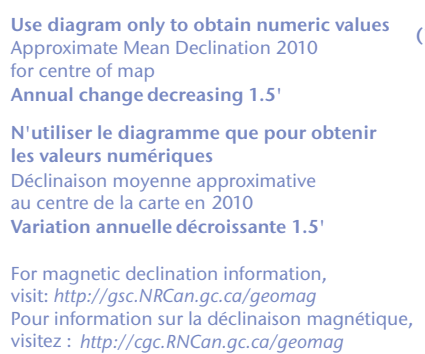 Use diagram only to obtain numeric values
(
Approximate Mean Declination 2010
for centre of map
Annual change decreasing 1.5'
N'utiliser le diagramme que pour obtenir
les valeurs numériques
Déclinaison moyenne approximative
au centre de la carte en 2010
Variation annuelle décroissante 1.5'
For magnetic declination information,
visit: http://gsc.NRCan.gc.ca/geomag
Pour information sur la déclinaison magnétique,
visitez : http://cgc.RNCan.gc.ca/geomag